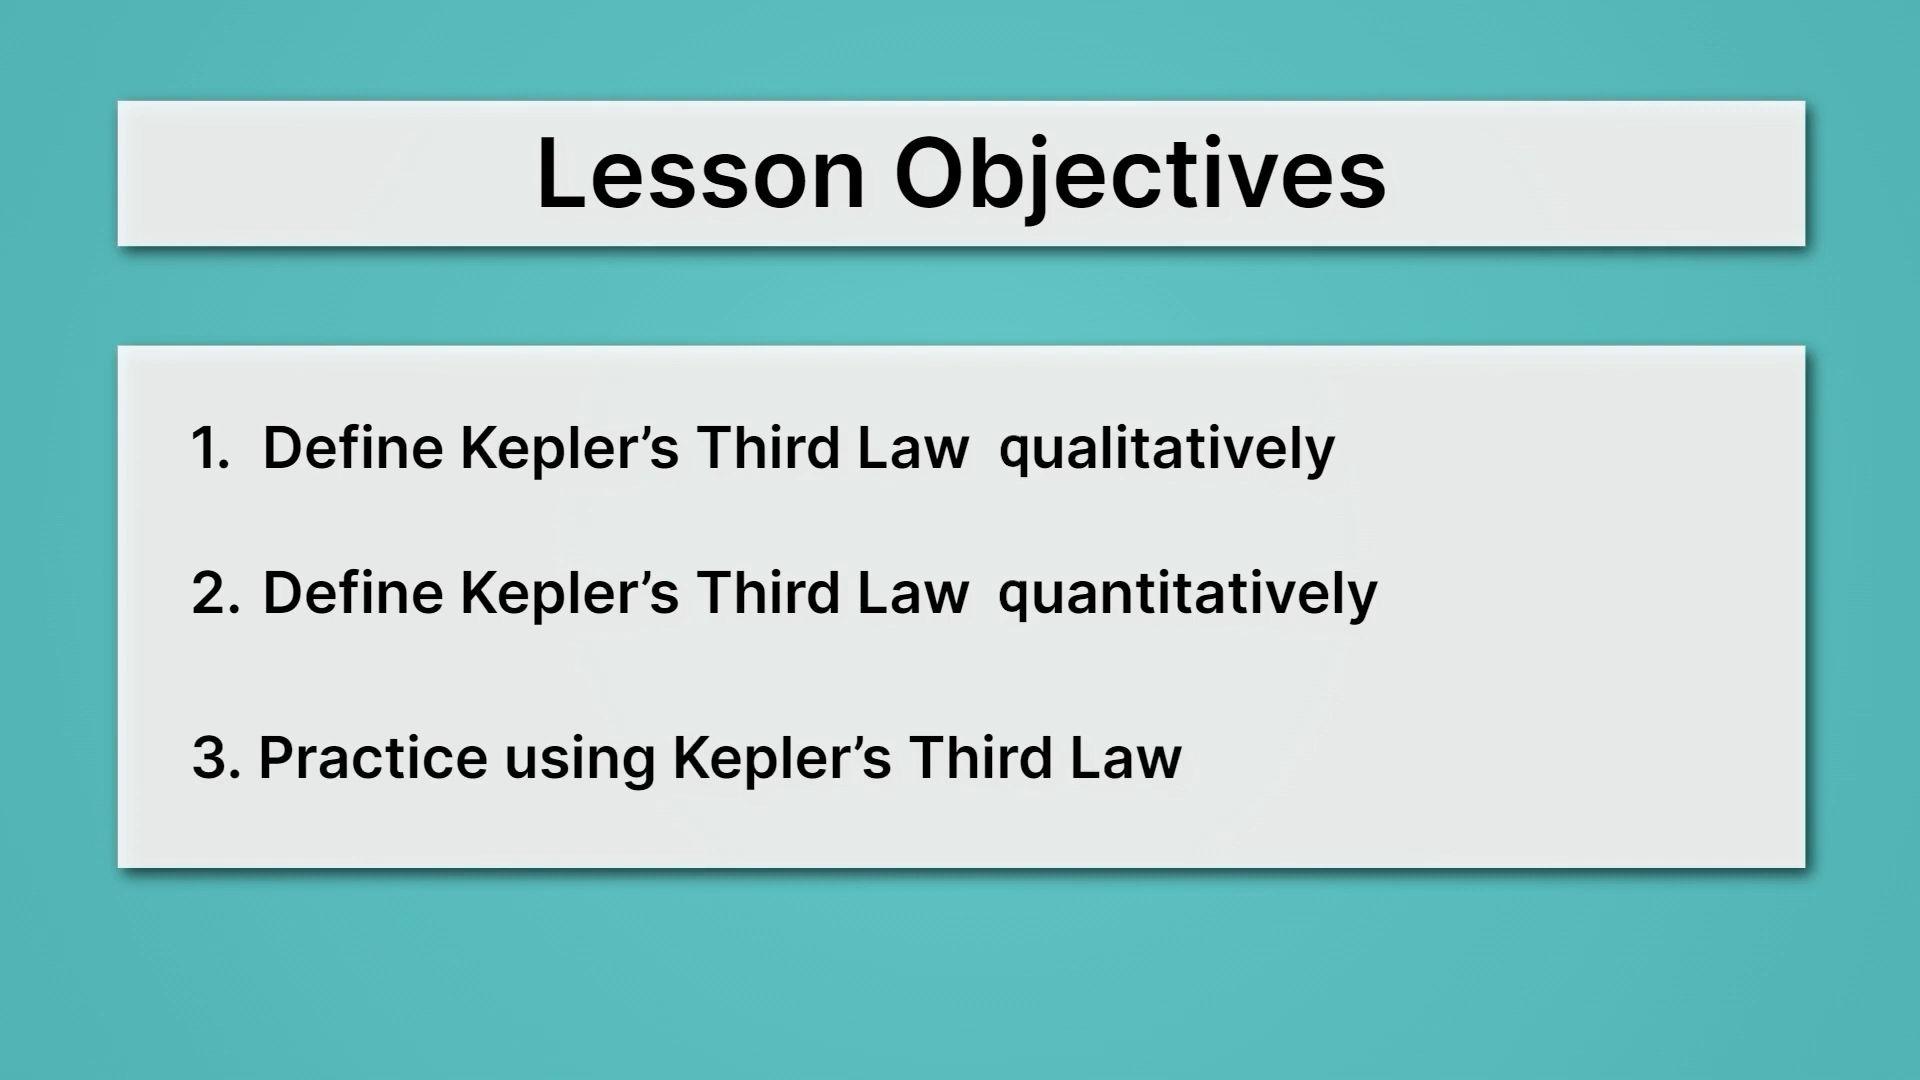 Lesson Objectives
1. Define Kepler’s Third Law qualitatively
2. Define Kepler’s Third Law quantitatively
3. Practice using Kepler’s Third Law